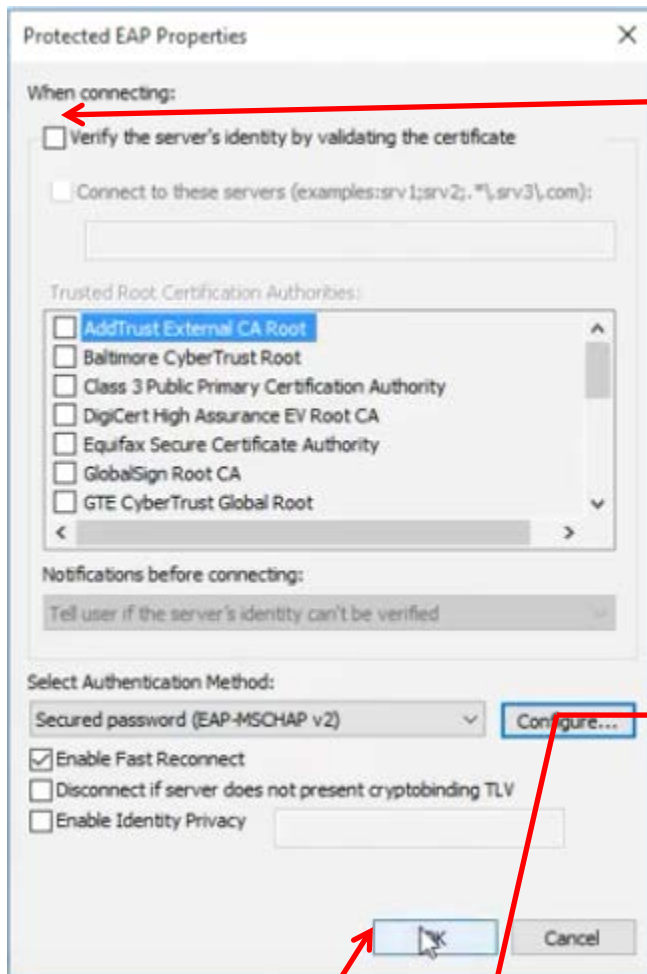 Protected EAP Properties
When connecting:
Verify the server's identity by validating the certificate
Connect to these servers (examples:srv1;srv2;.*\.srv3\.com):
Trusted Root Certification Authorities:
AddTrust External CA Root
Baltimore CyberTrust Root
Class 3 Public Primary Certification Authority
DigiCert High Assurance EV Root CA
Equifax Secure Certificate Authority
GlobalSign Root CA
GTE CyberTrust Global Root
Notifications before connecting:
Tell user if the server's identity can't be verified
Select Authentication Method:
Secured password (EAP-MSCHAP v2) Configure...
Enable Fast Reconnect
Disconnect if server does not present cryptobinding TLV
Enable Identity Privacy
OK Cancel